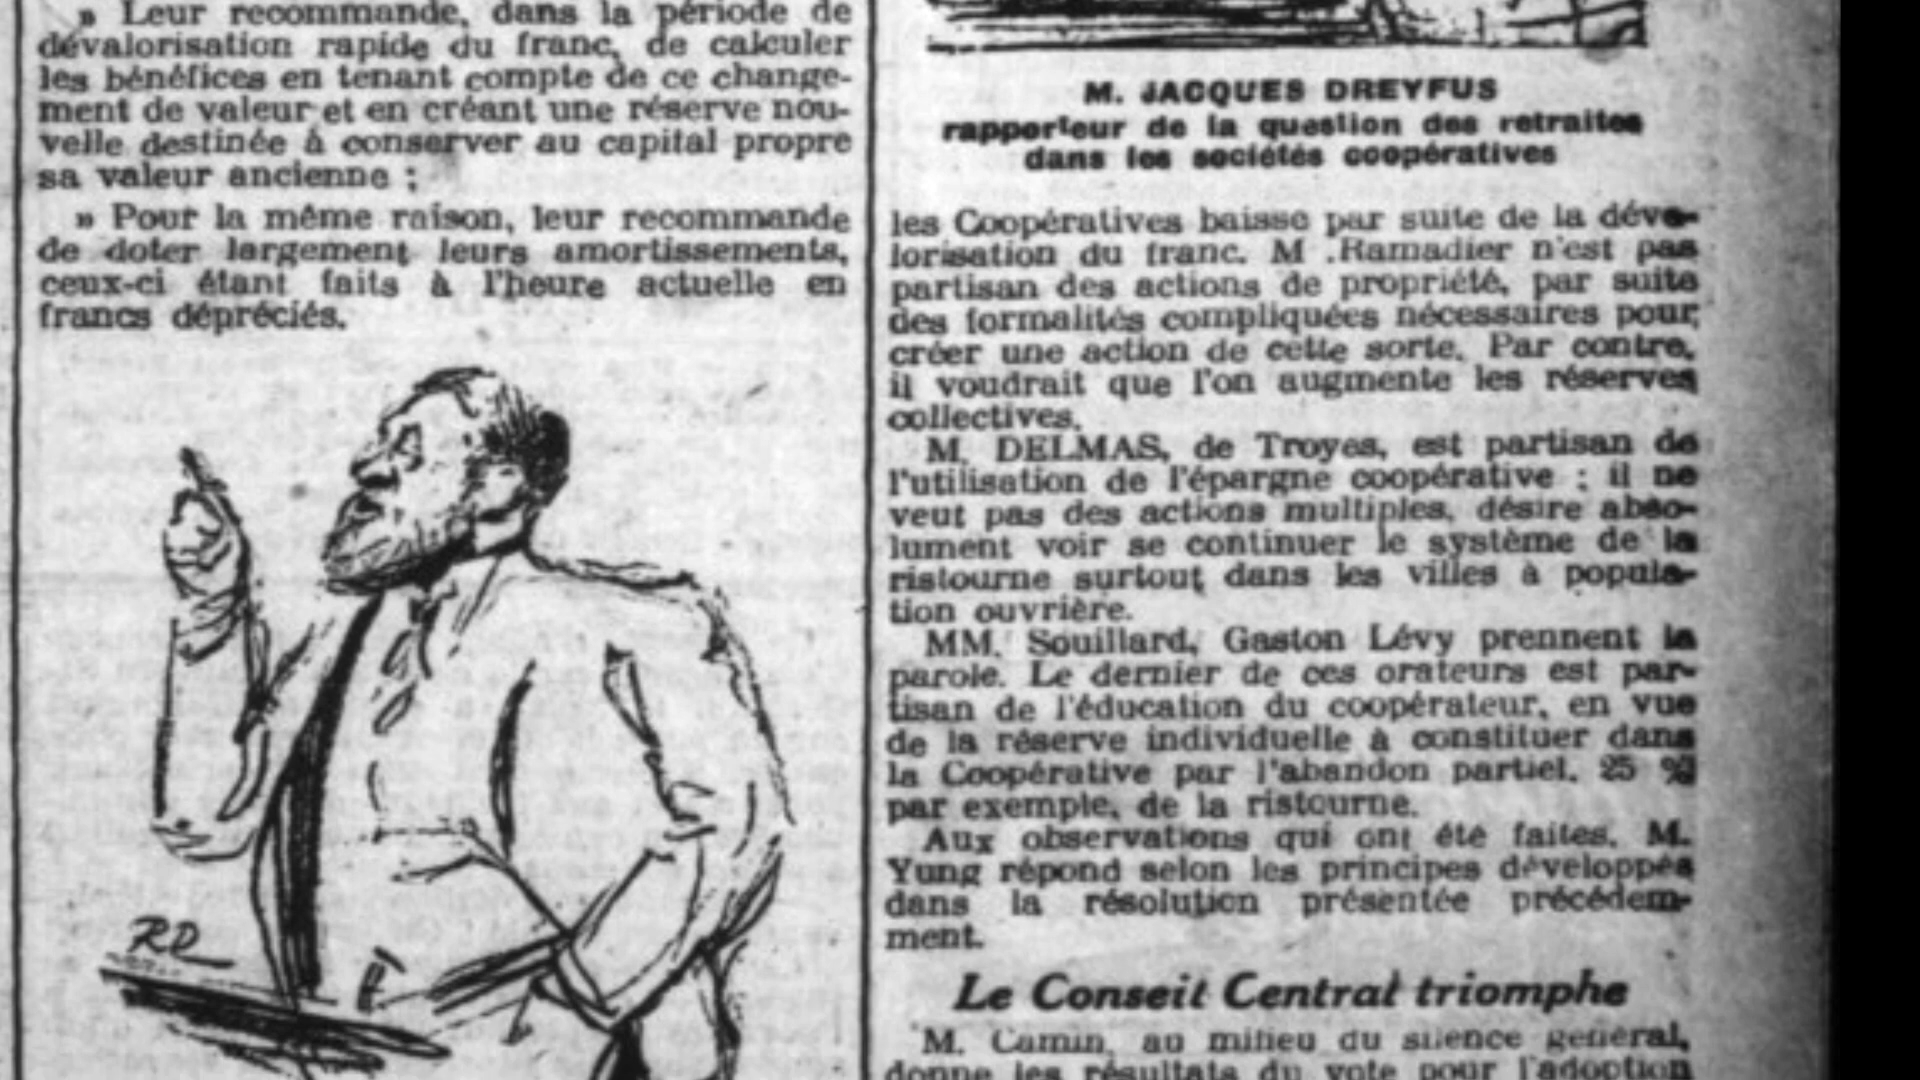 » Leur recommande, dans la période de
dévalorisation rapide du franc, de calculer
les bénéfices en tenant compte de ce change-
ment de valeur et en créant une réserve nou-
velle destinée à conserver au capital propre
sa valeur ancienne ;
» Pour la même raison, leur recommande
de doter largement leurs amortissements,
ceux-ci étant faits à l'heure actuelle en
francs dépréciés.
RD
M. JACQUES DREYFUS
rapporteur de la question des retraites
dans les sociétés coopératives
les Coopératives baisse par suite de la déva-
lorisation du franc. M .Ramadier n'est pas
partisan des actions de propriété, par suite
des formalités compliquées nécessaires pour
créer une action de cette sorte. Par contre,
il voudrait que l'on augmente les réserves
collectives.
M. DELMAS, de Troyes, est partisan de
l'utilisation de l'épargne coopérative ; il ne
veut pas des actions multiples, désire abso-
lument voir se continuer le système de la
ristourne surtout dans les villes à popula-
tion ouvrière.
MM. Souillard, Gaston Lévy prennent la
parole. Le dernier de ces orateurs est par-
tisan de l'éducation du coopérateur, en vue
de la réserve individuelle à constituer dans
la Coopérative par l'abandon partiel, 25 %
par exemple, de la ristourne.
Aux observations qui ont été faites, M.
Yung répond selon les principes développés
dans la résolution présentée précédem-
ment.
Le Conseil Central triomphe
M. Camin, au milieu du silence général,
donne les résultats du vote pour l'adoption